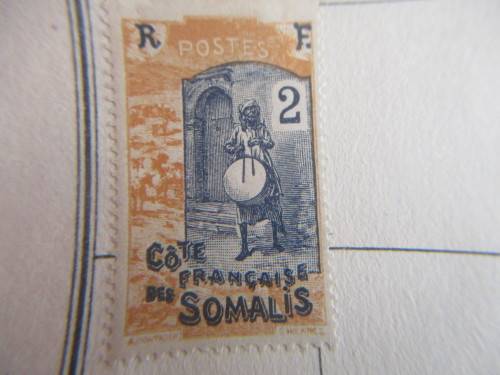 R POSTES F
2
CÔTE
FRANÇAISE
DES SOMALIS